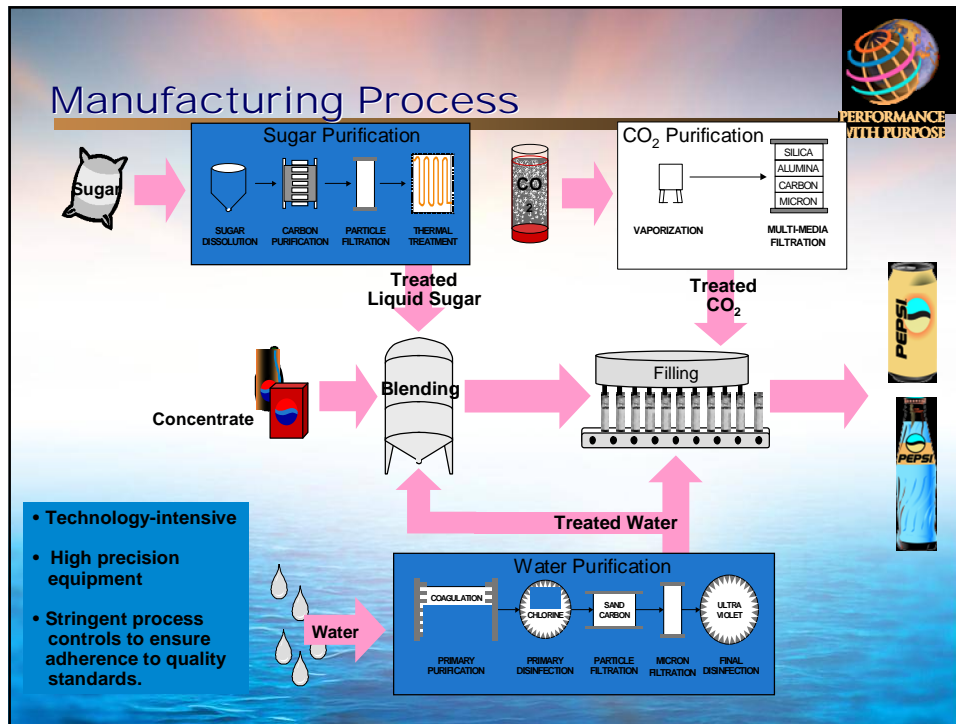 Manufacturing Process
PERFORMANCE
WITH PURPOSE
Sugar Purification
Sugar
SUGAR
DISSOLUTION
CARBON
PURIFICATION
PARTICLE
FILTRATION
THERMAL
TREATMENT
CO
2
CO2 Purification
VAPORIZATION
SILICA
ALUMINA
CARBON
MICRON
MULTI-MEDIA
FILTRATION
Treated
Liquid Sugar
Treated
CO2
Concentrate
Blending
Filling
PEPSI
PEPSI
Treated Water
• Technology-intensive
• High precision
equipment
• Stringent process
controls to ensure
adherence to quality
standards.
Water
Water Purification
COAGULATION
CHLORINE
SAND
CARBON
ULTRA
VIOLET
PRIMARY
PURIFICATION
PRIMARY
DISINFECTION
PARTICLE
FILTRATION
MICRON
FILTRATION
FINAL
DISINFECTION